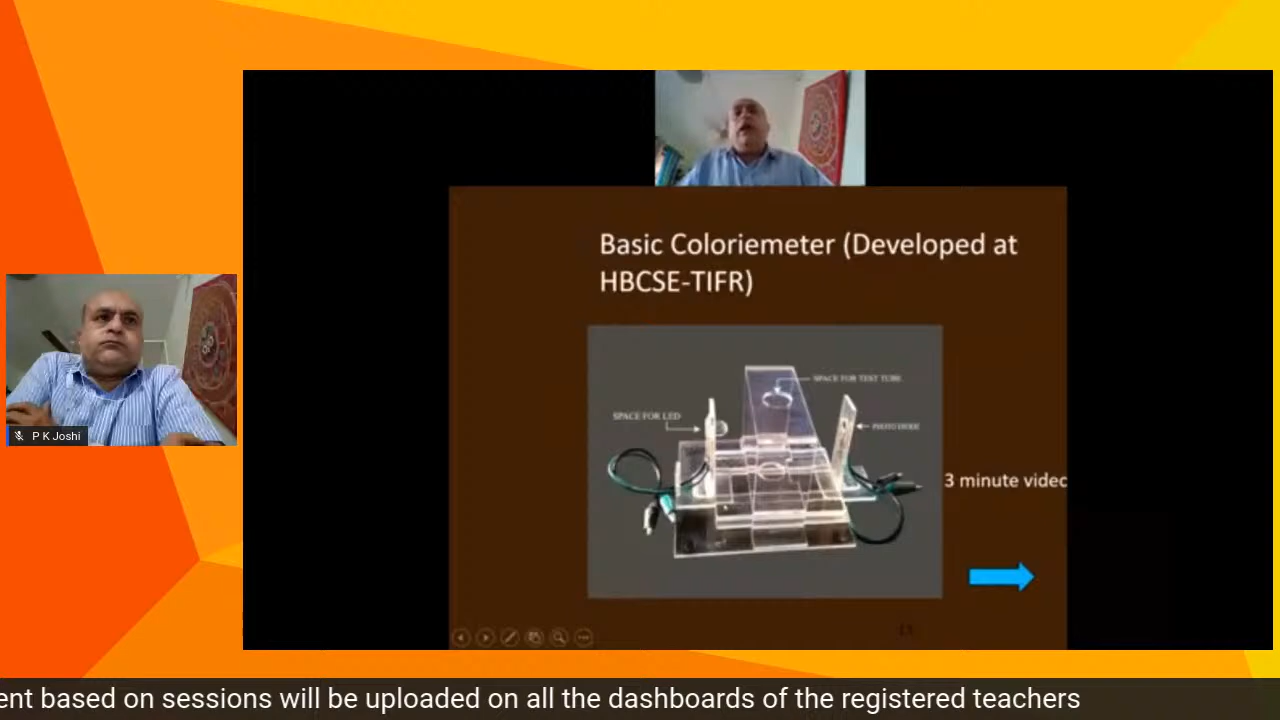 Basic Coloriemeter (Developed at
HBCSE-TIFR)
SPACE FOR TEST TUBE
SPACE FOR LED
PHOTO DIODE
3 minute videc
P K Joshi
13
ent based on sessions will be uploaded on all the dashboards of the registered teachers